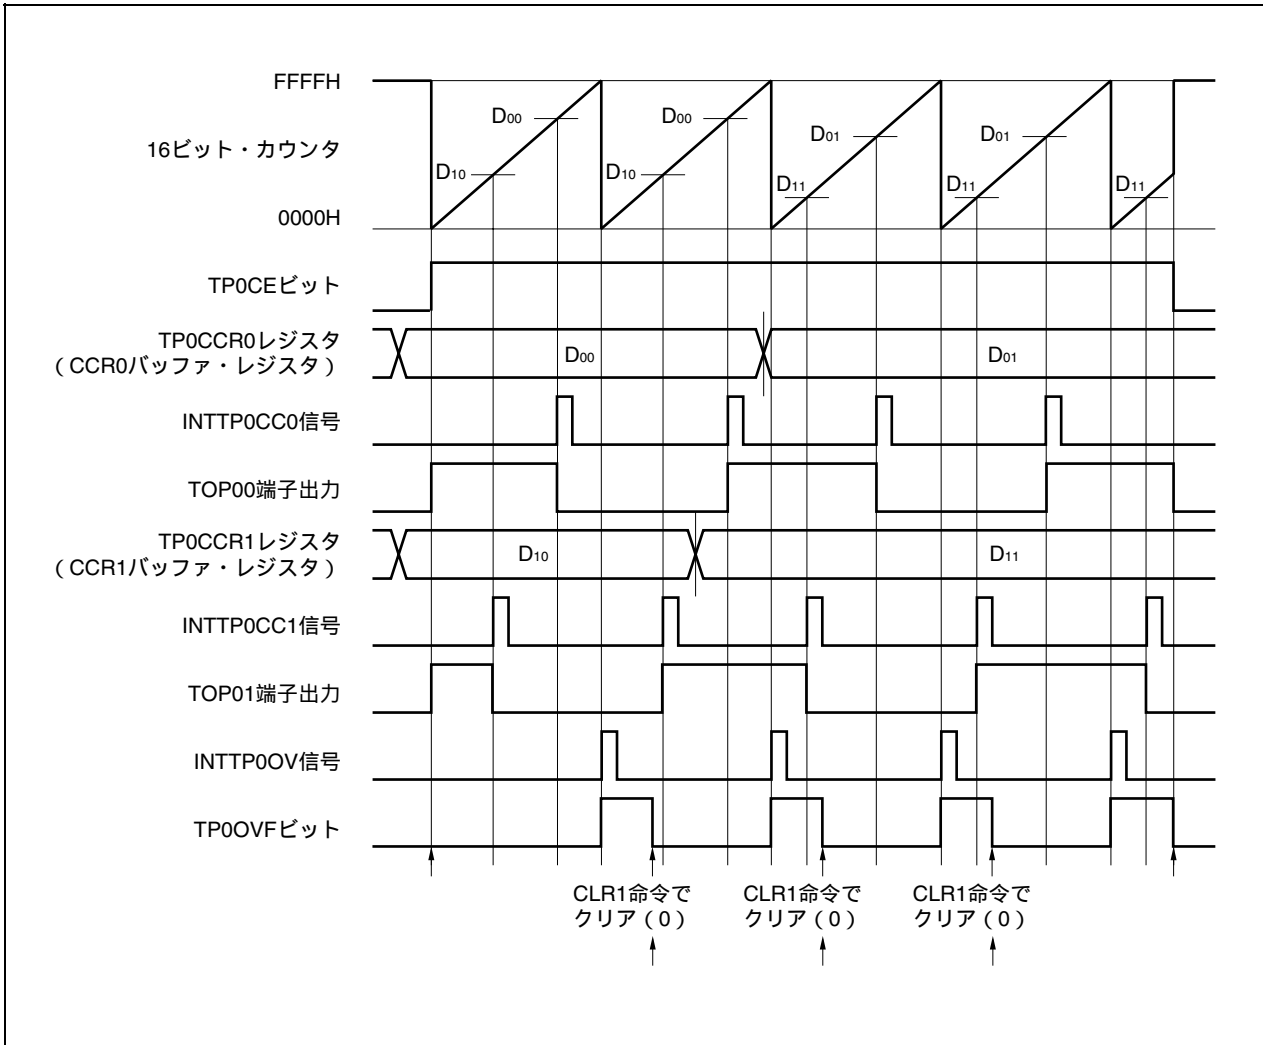 FFFFH
D00
D00
D01
D01
16ビット・カウンタ
D10
D10
D11
D11
D11
0000H
TP0CEビット
TP0CCR0レジスタ
（CCR0バッファ・レジスタ）
D00
D01
INTTP0CC0信号
TOP00端子出力
TP0CCR1レジスタ
（CCR1バッファ・レジスタ）
D10
D11
INTTP0CC1信号
TOP01端子出力
INTTP0OV信号
TP0OVFビット
CLR1命令で
クリア（0）
CLR1命令で
クリア（0）
CLR1命令で
クリア（0）